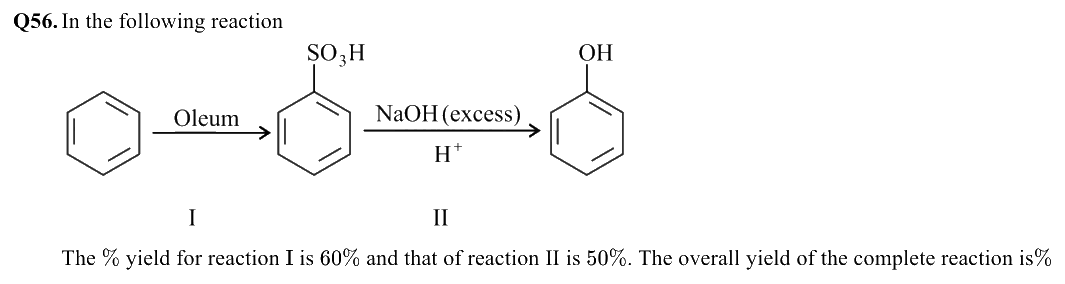 Q56. In the following reaction
SO₃H
OH
Oleum
NaOH (excess)
H⁺
I
II
The % yield for reaction I is 60% and that of reaction II is 50%. The overall yield of the complete reaction is%